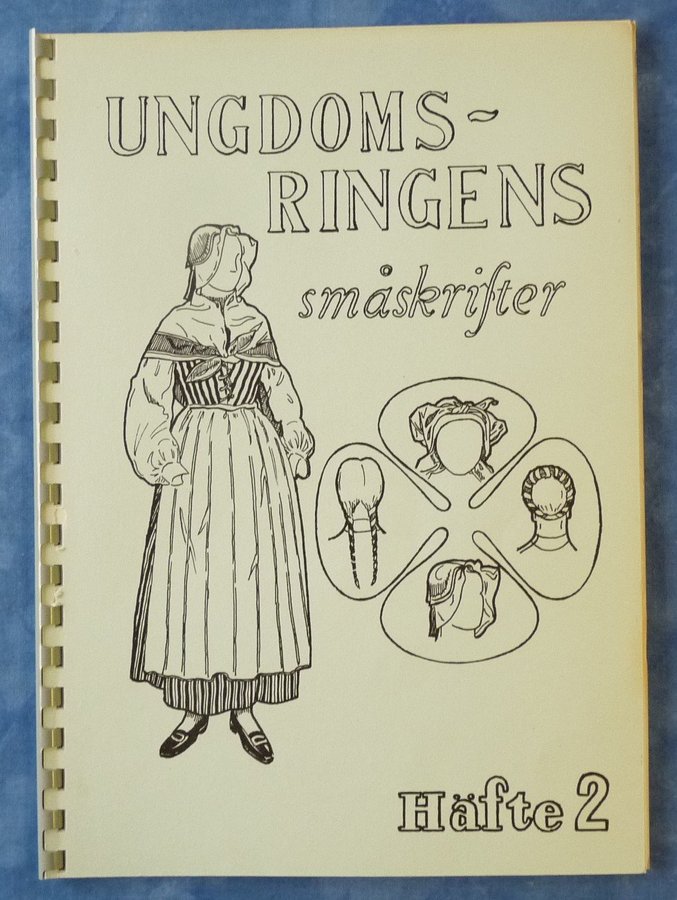 UNGDOMS~
RINGENS
småskrifter
Häfte 2